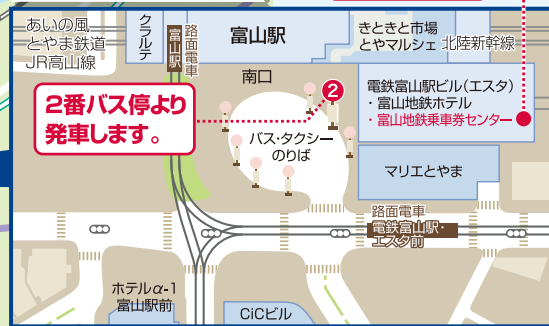 あいの風
とやま鉄道
JR高山線
クラルテ
富山駅
路面電車
富山駅
きときと市場
とやマルシェ
北陸新幹線
南口
2
2番バス停より
発車します。
バス・タクシー
のりば
電鉄富山駅ビル（エスタ）
・富山地鉄ホテル
・富山地鉄乗車券センター
マリエとやま
路面電車
電鉄富山駅・
エスタ前
ホテルα-1
富山駅前
CiCビル